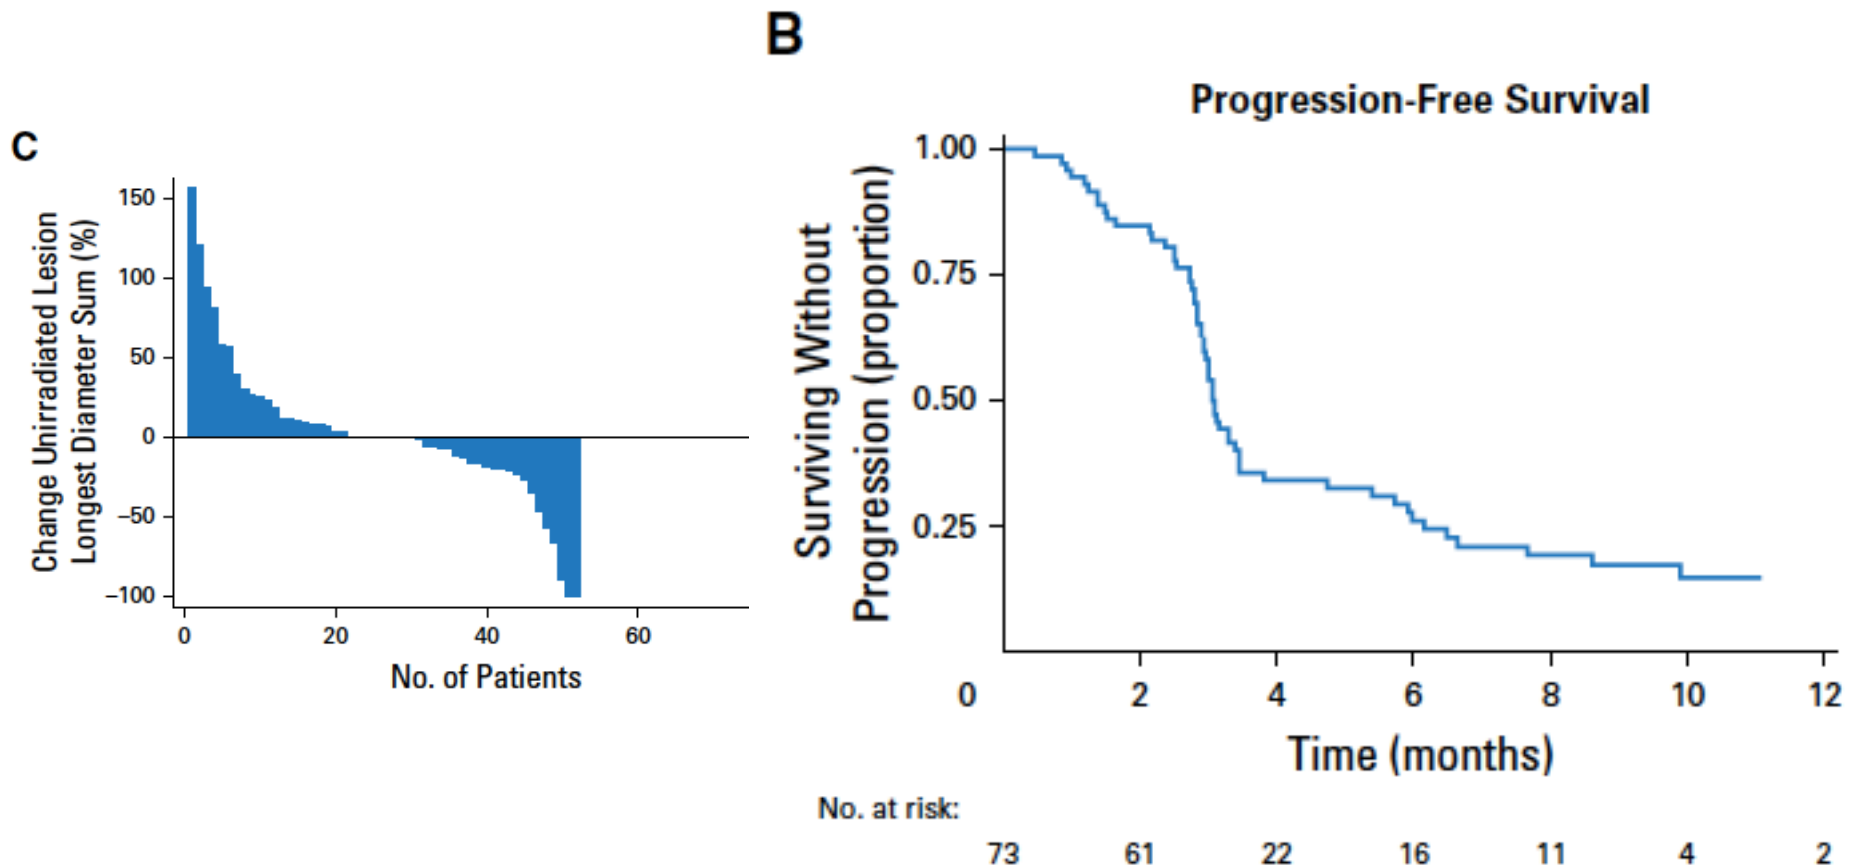 C
Change Unirradiated Lesion
Longest Diameter Sum (%)
150
100
50
0
–50
–100
0 20 40 60
No. of Patients
B
Progression-Free Survival
Surviving Without
Progression (proportion)
1.00
0.75
0.50
0.25
0 2 4 6 8 10 12
Time (months)
No. at risk:
73 61 22 16 11 4 2